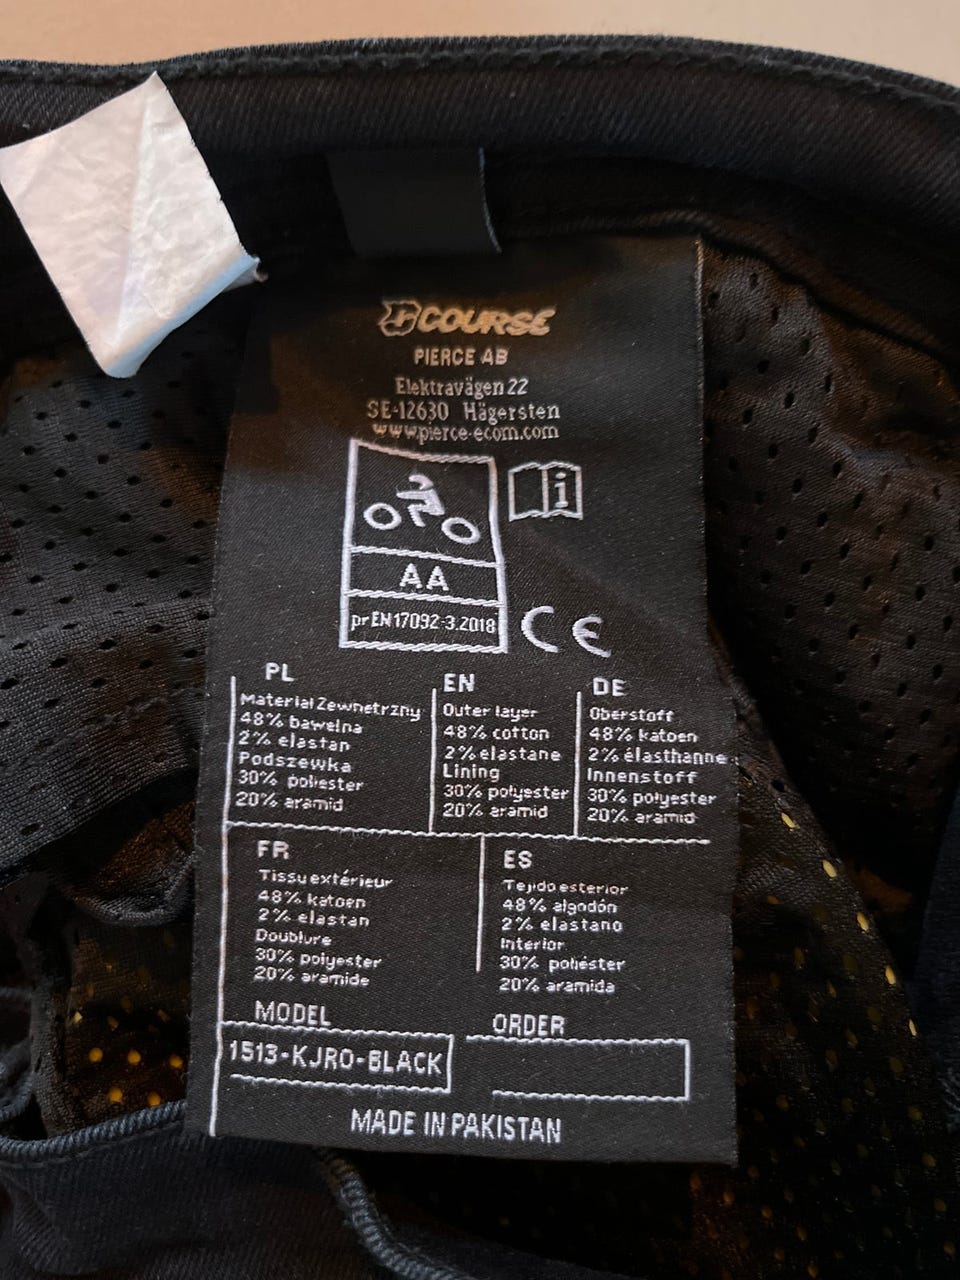 COURSE
PIERCE AB
Elektravägen 22
SE-12630 Hägersten
www.pierce-ecom.com
i
AA
prEN17092-3.2018
CE
PL
Materiał Zewnetrzny
48% bawełna
2% elastan
Podszewka
30% poliester
20% aramid
EN
Outer layer
48% cotton
2% elastane
Lining
30% polyester
20% aramid
DE
Oberstoff
48% katoen
2% élasthanne
Innenstoff
30% polyester
20% aramid
FR
Tissu extérieur
48% katoen
2% elastan
Doublure
30% polyester
20% aramide
ES
Tejido esterior
48% algodón
2% elastano
Interior
30% poliéster
20% aramida
MODEL
1513-KJRO-BLACK
ORDER
MADE IN PAKISTAN